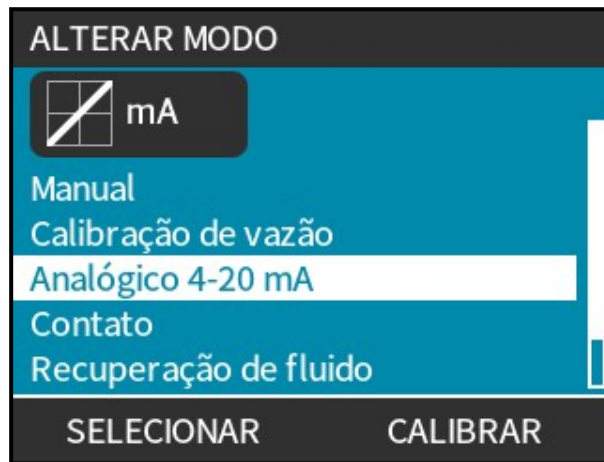 ALTERAR MODO
mA
Manual
Calibração de vazão
Analógico 4-20 mA
Contato
Recuperação de fluido
SELECIONAR CALIBRAR